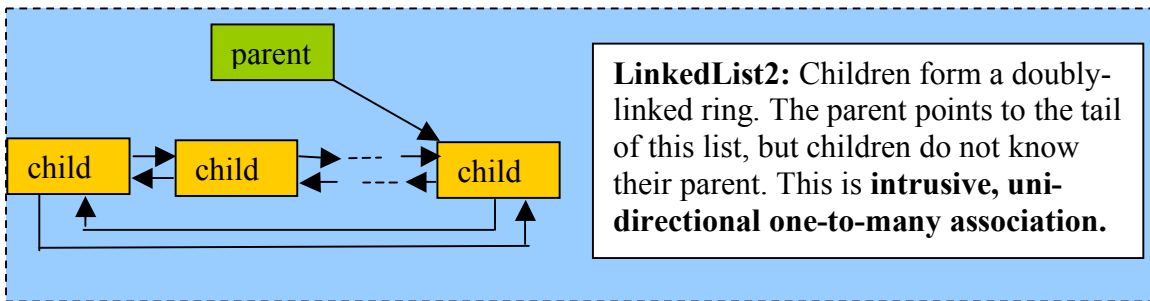 parent
child
child
child
LinkedList2: Children form a doubly-
linked ring. The parent points to the tail
of this list, but children do not know
their parent. This is intrusive, uni-
directional one-to-many association.